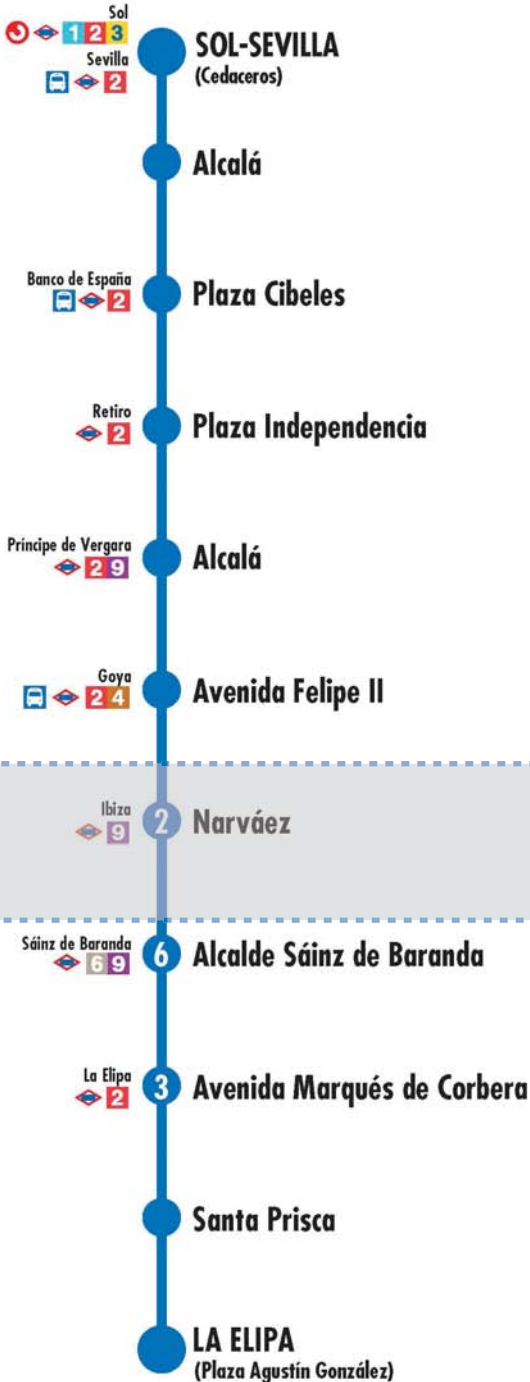 Sol
1 2 3
Sevilla
2
SOL-SEVILLA
(Cedaceros)
Alcalá
Banco de España
2
Plaza Cibeles
Retiro
2
Plaza Independencia
Príncipe de Vergara
2 9
Alcalá
Goya
2 4
Avenida Felipe II
Ibiza
9
2
Narváez
Sáinz de Baranda
6 9
6
Alcalde Sáinz de Baranda
La Elipa
2
3
Avenida Marqués de Corbera
Santa Prisca
LA ELIPA
(Plaza Agustín González)